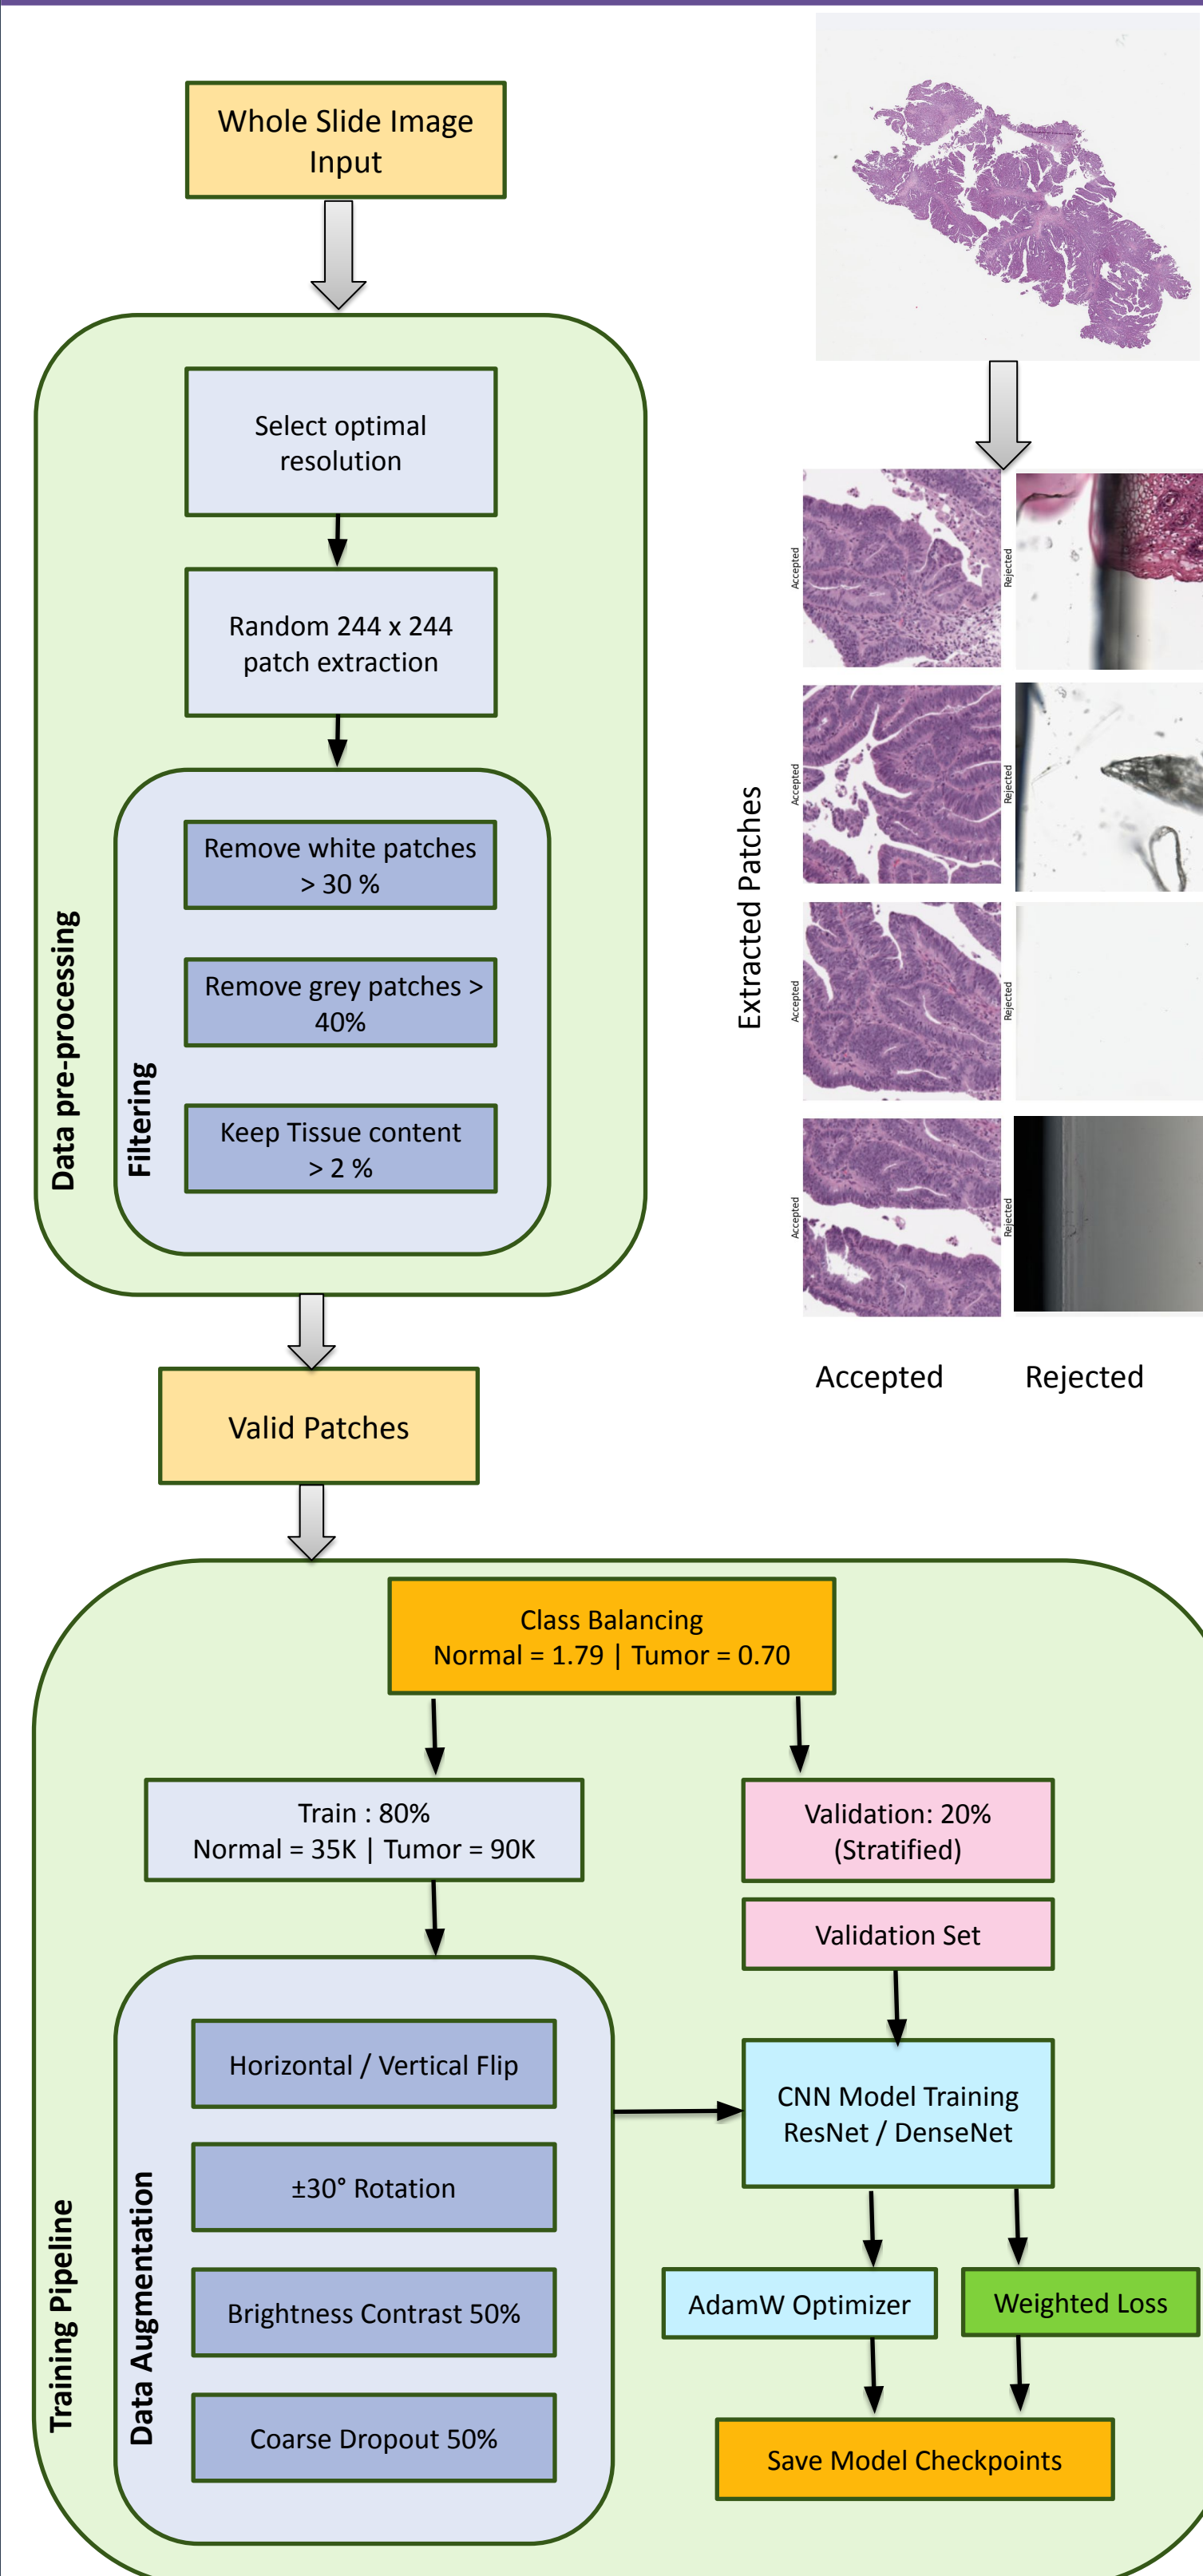 Whole Slide Image
Input
Select optimal
resolution
Random 244 x 244
patch extraction
Remove white patches
> 30 %
Remove grey patches >
40%
Keep Tissue content
> 2 %
Filtering
Data pre-processing
Valid Patches
Extracted Patches
Accepted
Rejected
Accepted
Rejected
Accepted
Rejected
Accepted
Rejected
Accepted
Rejected
Class Balancing
Normal = 1.79 | Tumor = 0.70
Train : 80%
Normal = 35K | Tumor = 90K
Validation: 20%
(Stratified)
Validation Set
Horizontal / Vertical Flip
±30° Rotation
Brightness Contrast 50%
Coarse Dropout 50%
Data Augmentation
Training Pipeline
CNN Model Training
ResNet / DenseNet
AdamW Optimizer
Weighted Loss
Save Model Checkpoints